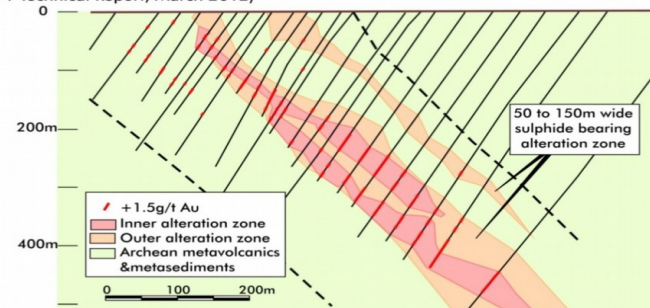 Technical Report, March 2012)
0
200m
400m
50 to 150m wide
sulphide bearing
alteration zone
+1.5g/t Au
Inner alteration zone
Outer alteration zone
Archean metavolcanics
&metasediments
0 100 200m